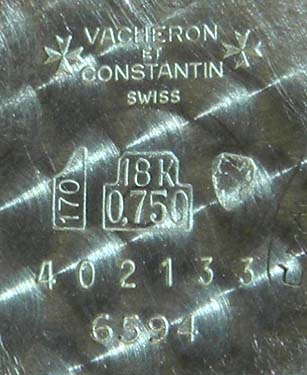 VACHERON
ET
CONSTANTIN
SWISS
170
18K
0.750
402133
6594